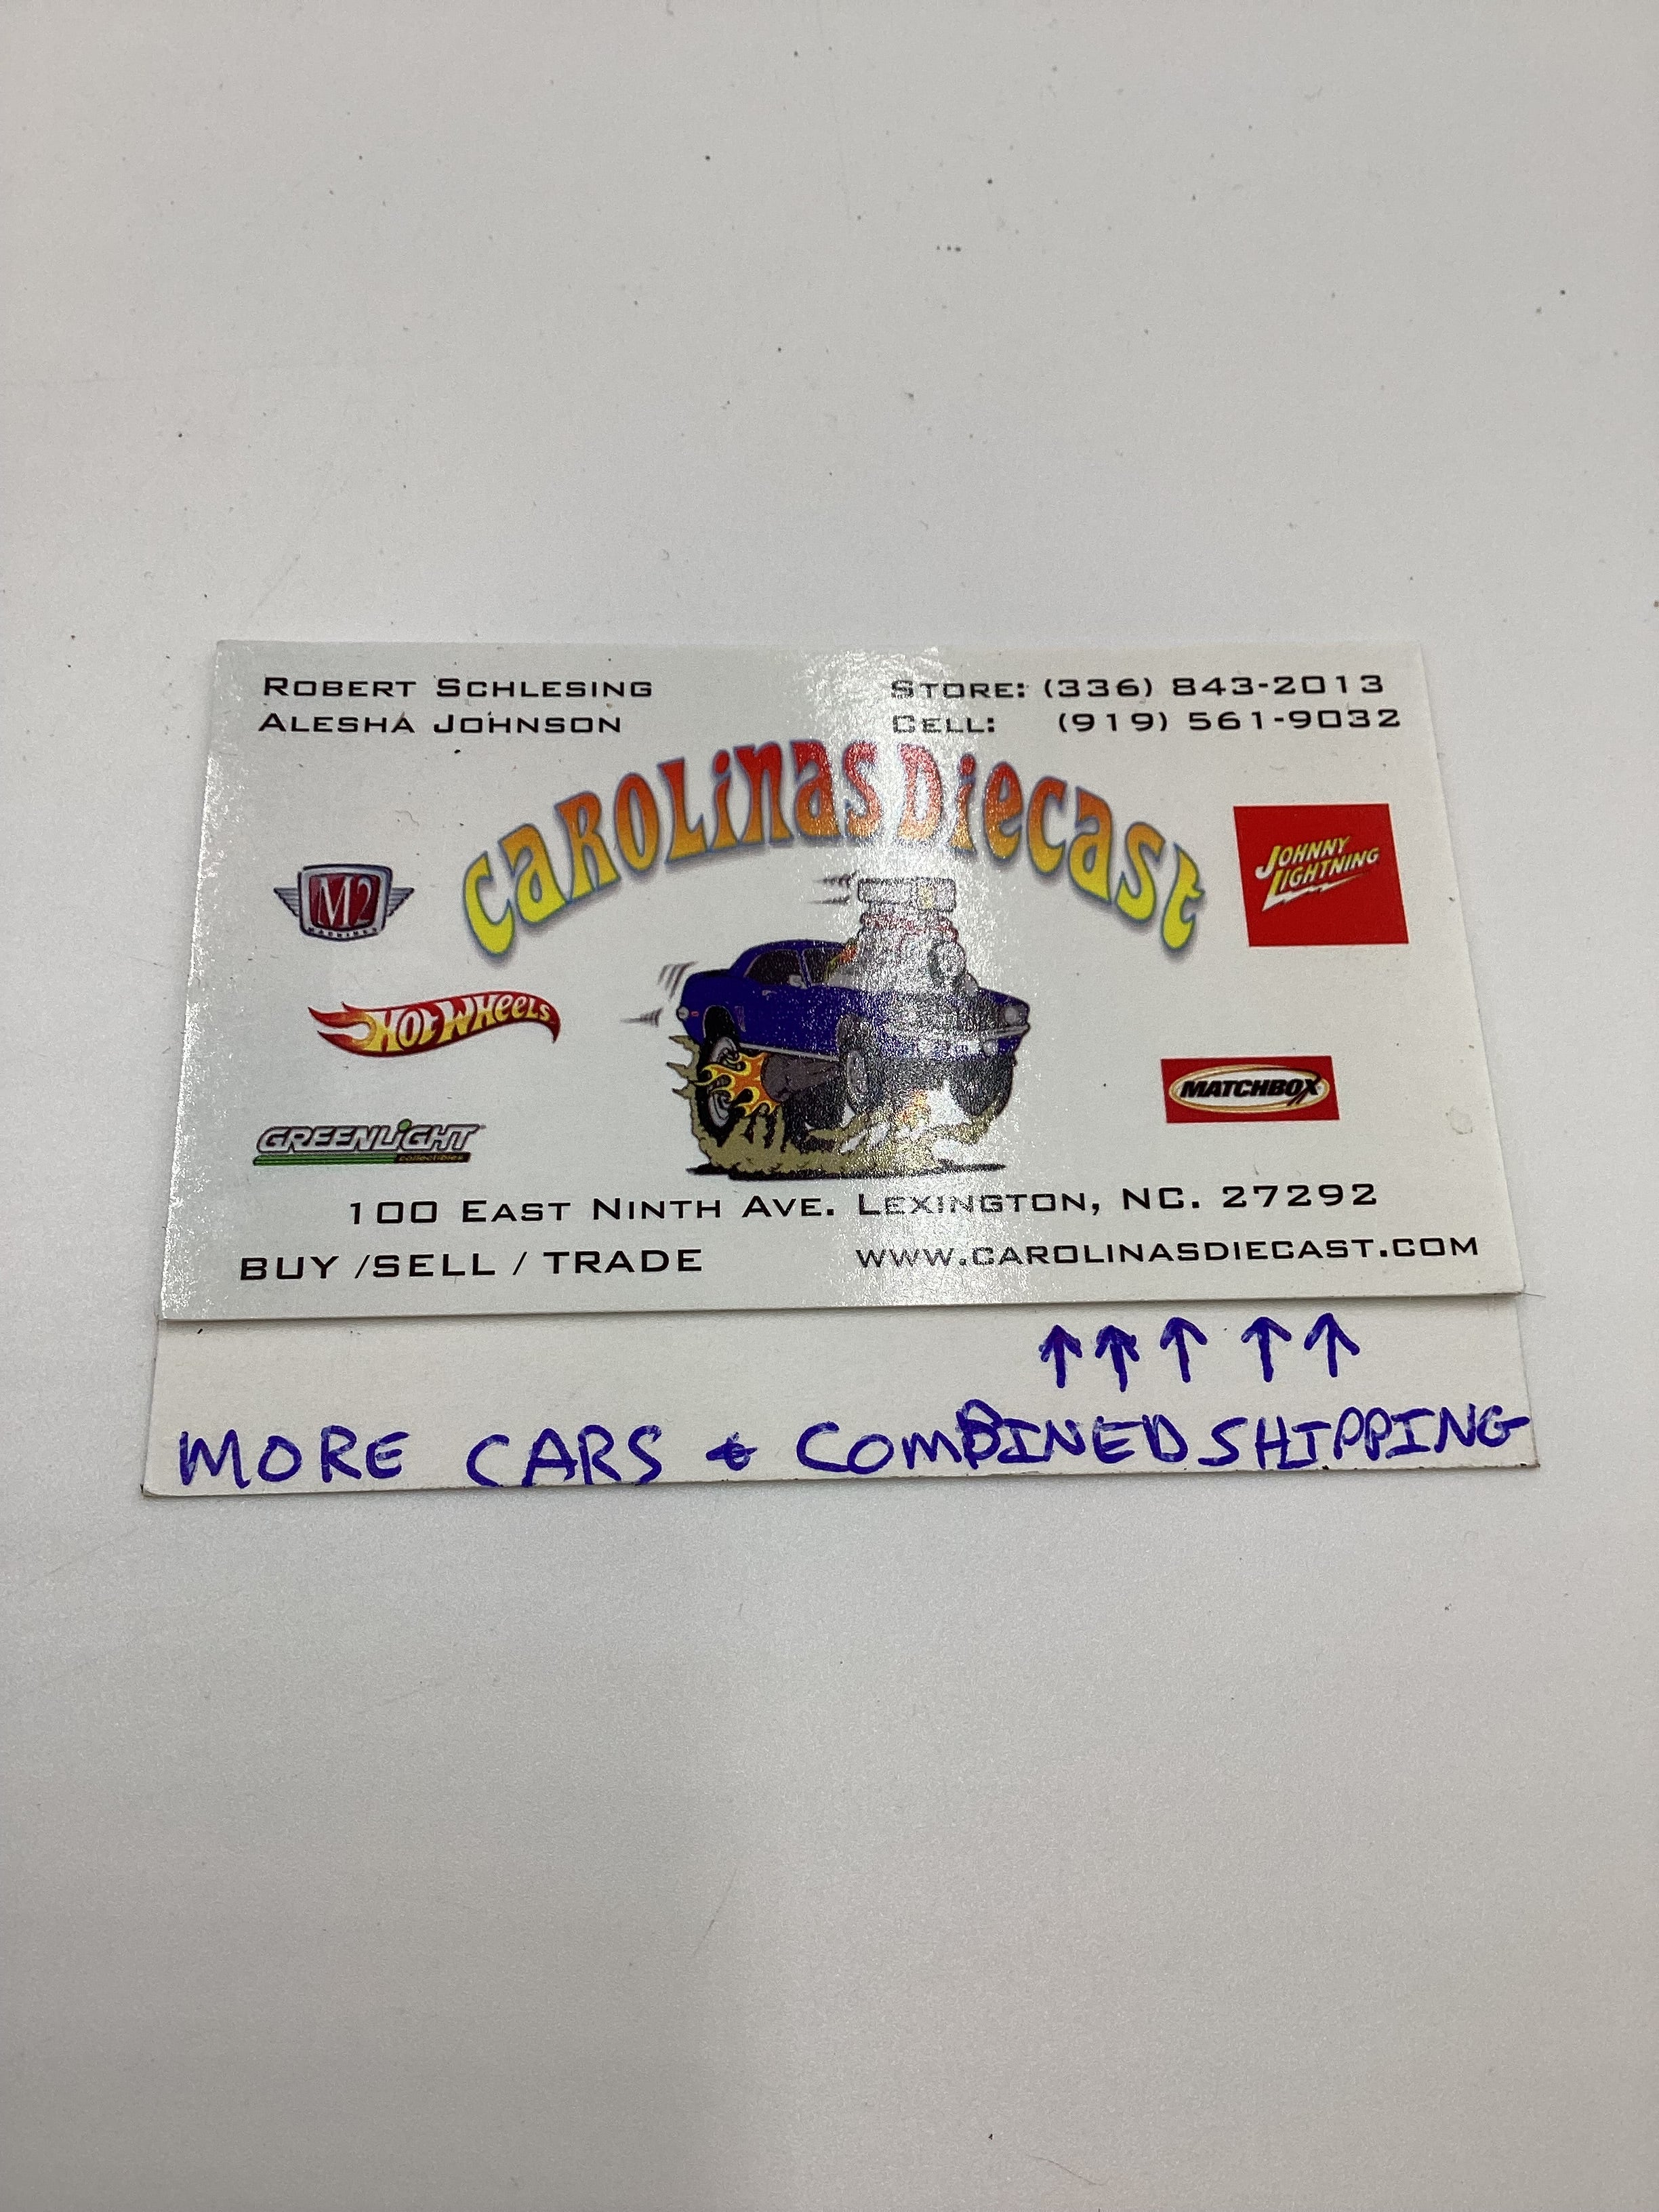 ROBERT SCHLESING
ALESHA JOHNSON
STORE: (336) 843-2013
CELL: (919) 561-9032
CAROLINAS DIECAST
M2
MACHINES
JOHNNY
LIGHTNING
HOT WHEELS
MATCHBOX
GREENLIGHT
collectibles
100 EAST NINTH AVE. LEXINGTON, NC. 27292
BUY /SELL / TRADE
WWW.CAROLINASDIECAST.COM
MORE CARS & COMBINED SHIPPING